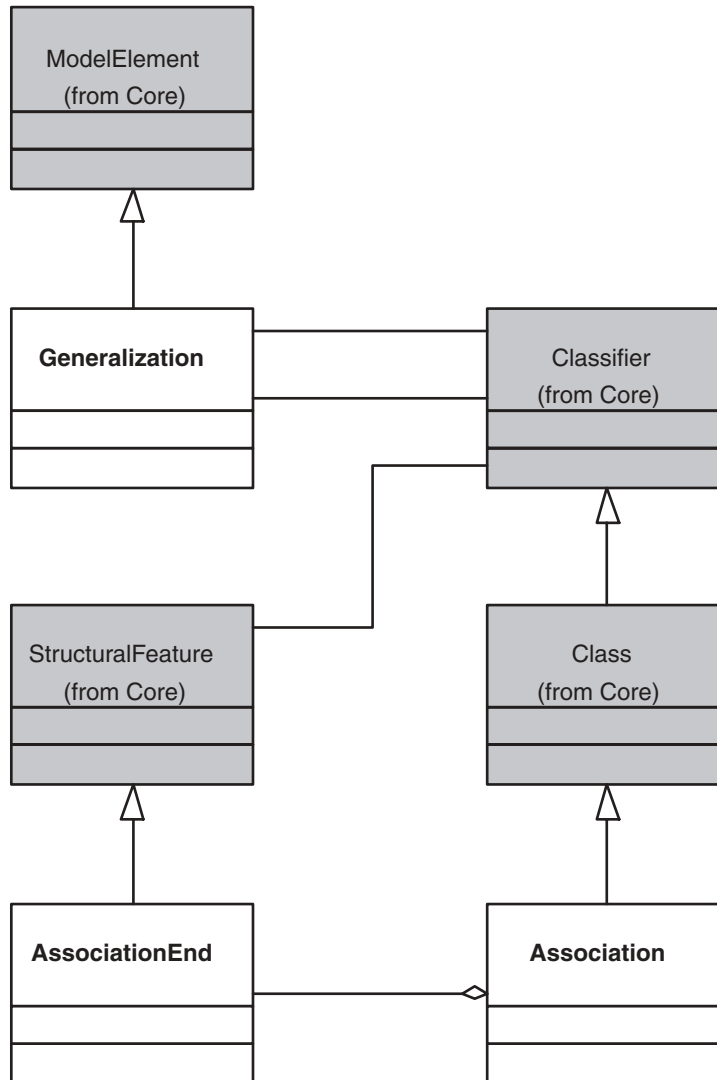 ModelElement
(from Core)
Generalization
Classifier
(from Core)
StructuralFeature
(from Core)
Class
(from Core)
AssociationEnd
Association